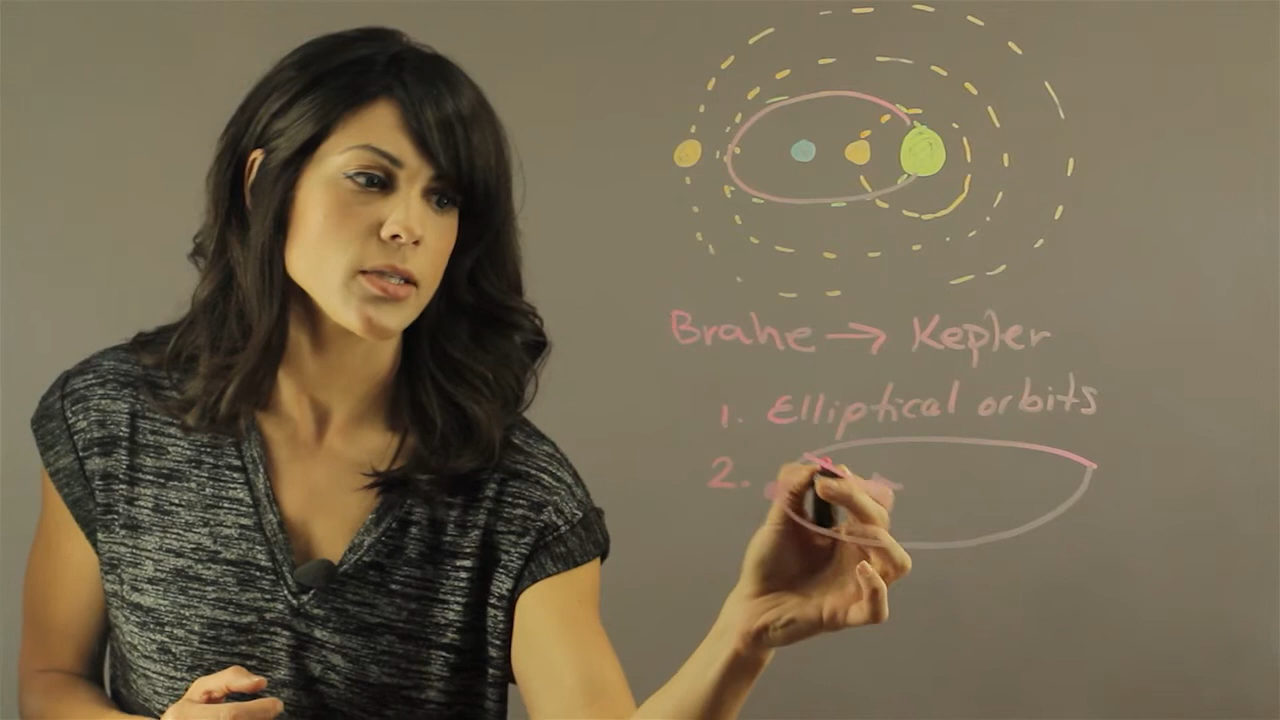 Brahe → Kepler
1. Elliptical orbits
2.